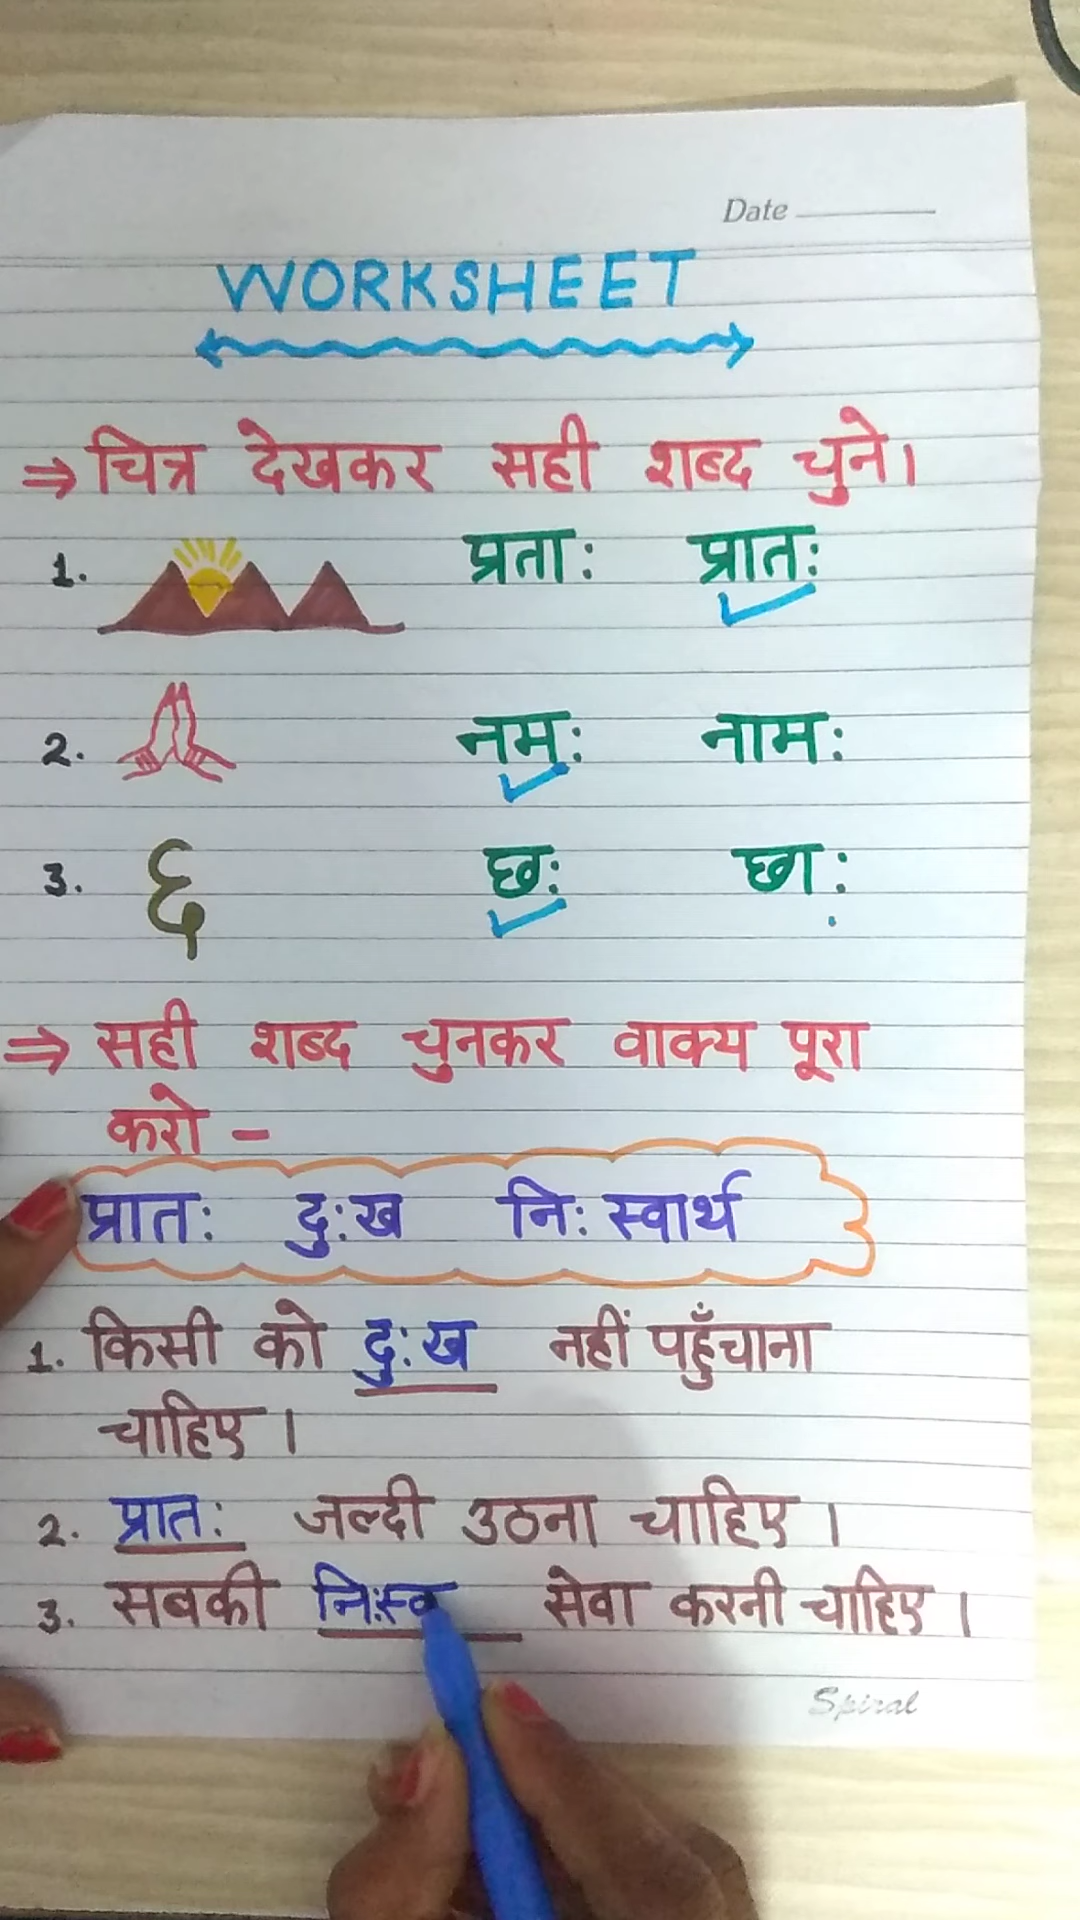 Date
WORKSHEET
⇒ चित्र देखकर सही शब्द चुने।
1. प्रताः प्रातः
2. नमः नामः
3. ६ छः छाः
⇒ सही शब्द चुनकर वाक्य पूरा
करो -
प्रातः दुःख निः स्वार्थ
1. किसी को दुःख नहीं पहुँचाना
चाहिए ।
2. प्रातः जल्दी उठना चाहिए ।
3. सबकी निःस्व सेवा करनी चाहिए ।
Spiral